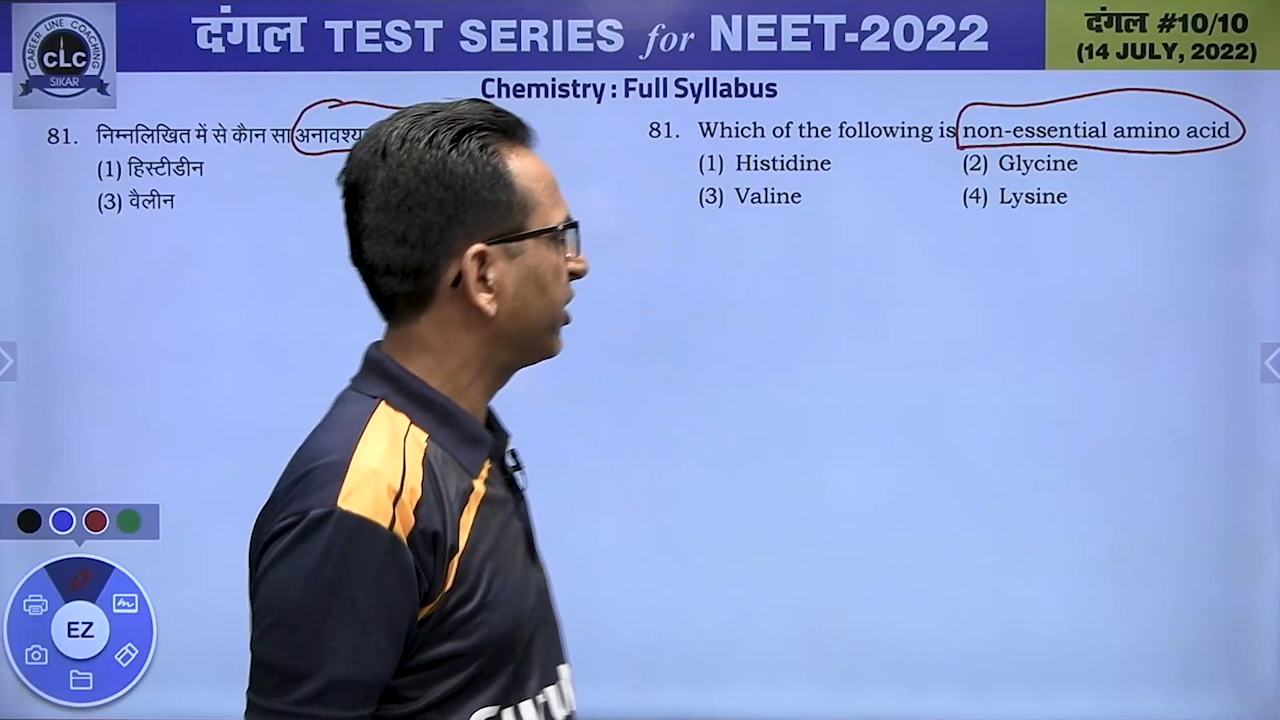 CAREER LINE COACHING
CLC
SIKAR
दंगल TEST SERIES for NEET-2022
दंगल #10/10
(14 JULY, 2022)
Chemistry : Full Syllabus
81. निम्नलिखित में से कौन सा
(1) हिस्टीडीन
(3) वैलीन
81. Which of the following is non-essential amino acid
(1) Histidine (2) Glycine
(3) Valine (4) Lysine
EZ